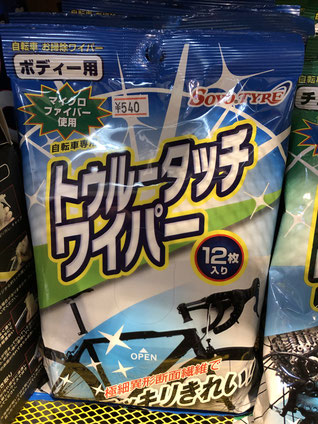 自転車 お掃除ワイパー
ボディー用
マイクロ
ファイバー
使用
¥540
SOYO TYRE
自転車専用
トゥルータッチ
ワイパー
12枚
入り
OPEN
極細異形断面繊維で
キリきれい!
チ